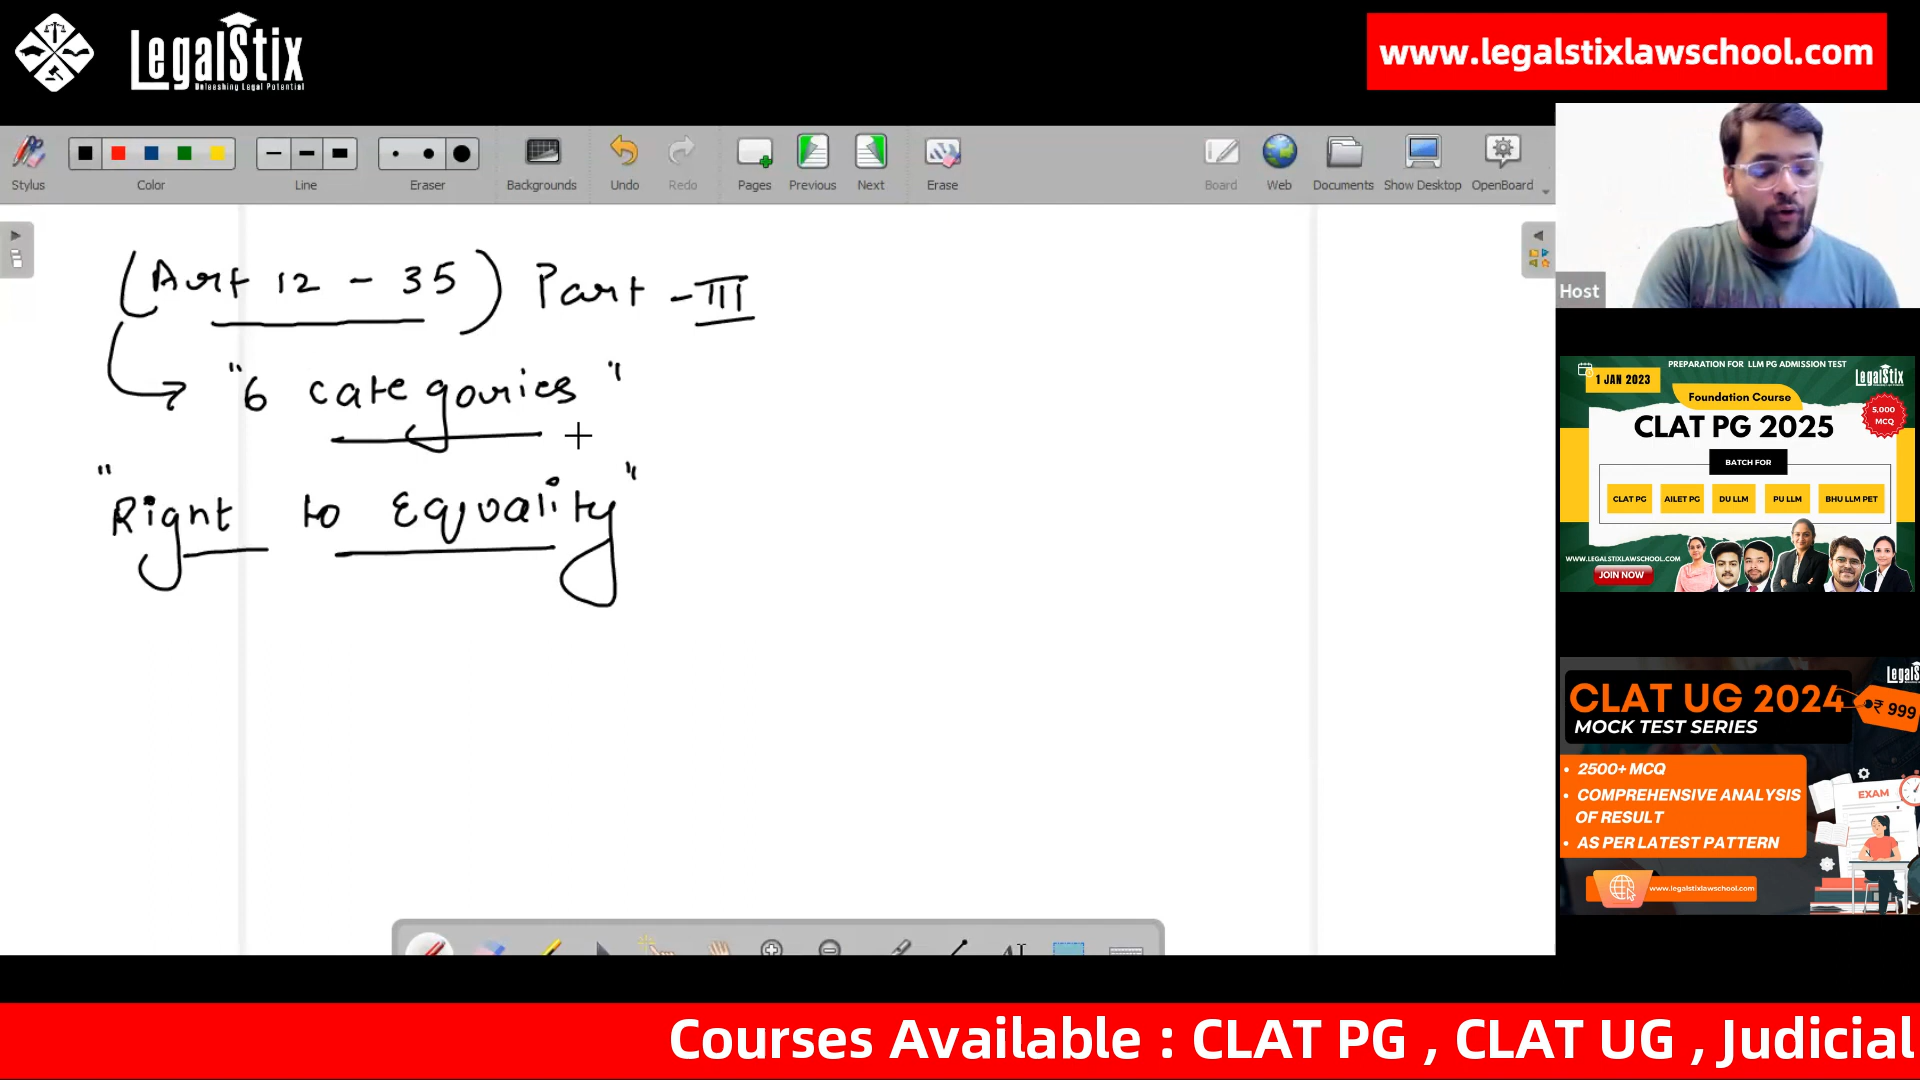 LegalStix
Unleashing Legal Potential
www.legalstixlawschool.com
Stylus Color Line Eraser Backgrounds Undo Redo Pages Previous Next Erase Board Web Documents Show Desktop OpenBoard
(Art 12 - 35) Part - III
"6 categories"
"Right to Equality"
Host
PREPARATION FOR LLM PG ADMISSION TEST
1 JAN 2023
LegalStix
Foundation Course
CLAT PG 2025
5,000 MCQ
BATCH FOR
CLAT PG AILET PG DU LLM PU LLM BHU LLM PET
WWW.LEGALSTIXLAWSCHOOL.COM
JOIN NOW
LegalS
CLAT UG 2024
₹ 999
MOCK TEST SERIES
• 2500+ MCQ
• COMPREHENSIVE ANALYSIS
OF RESULT
• AS PER LATEST PATTERN
EXAM
www.legalstixlawschool.com
Courses Available : CLAT PG , CLAT UG , Judicial